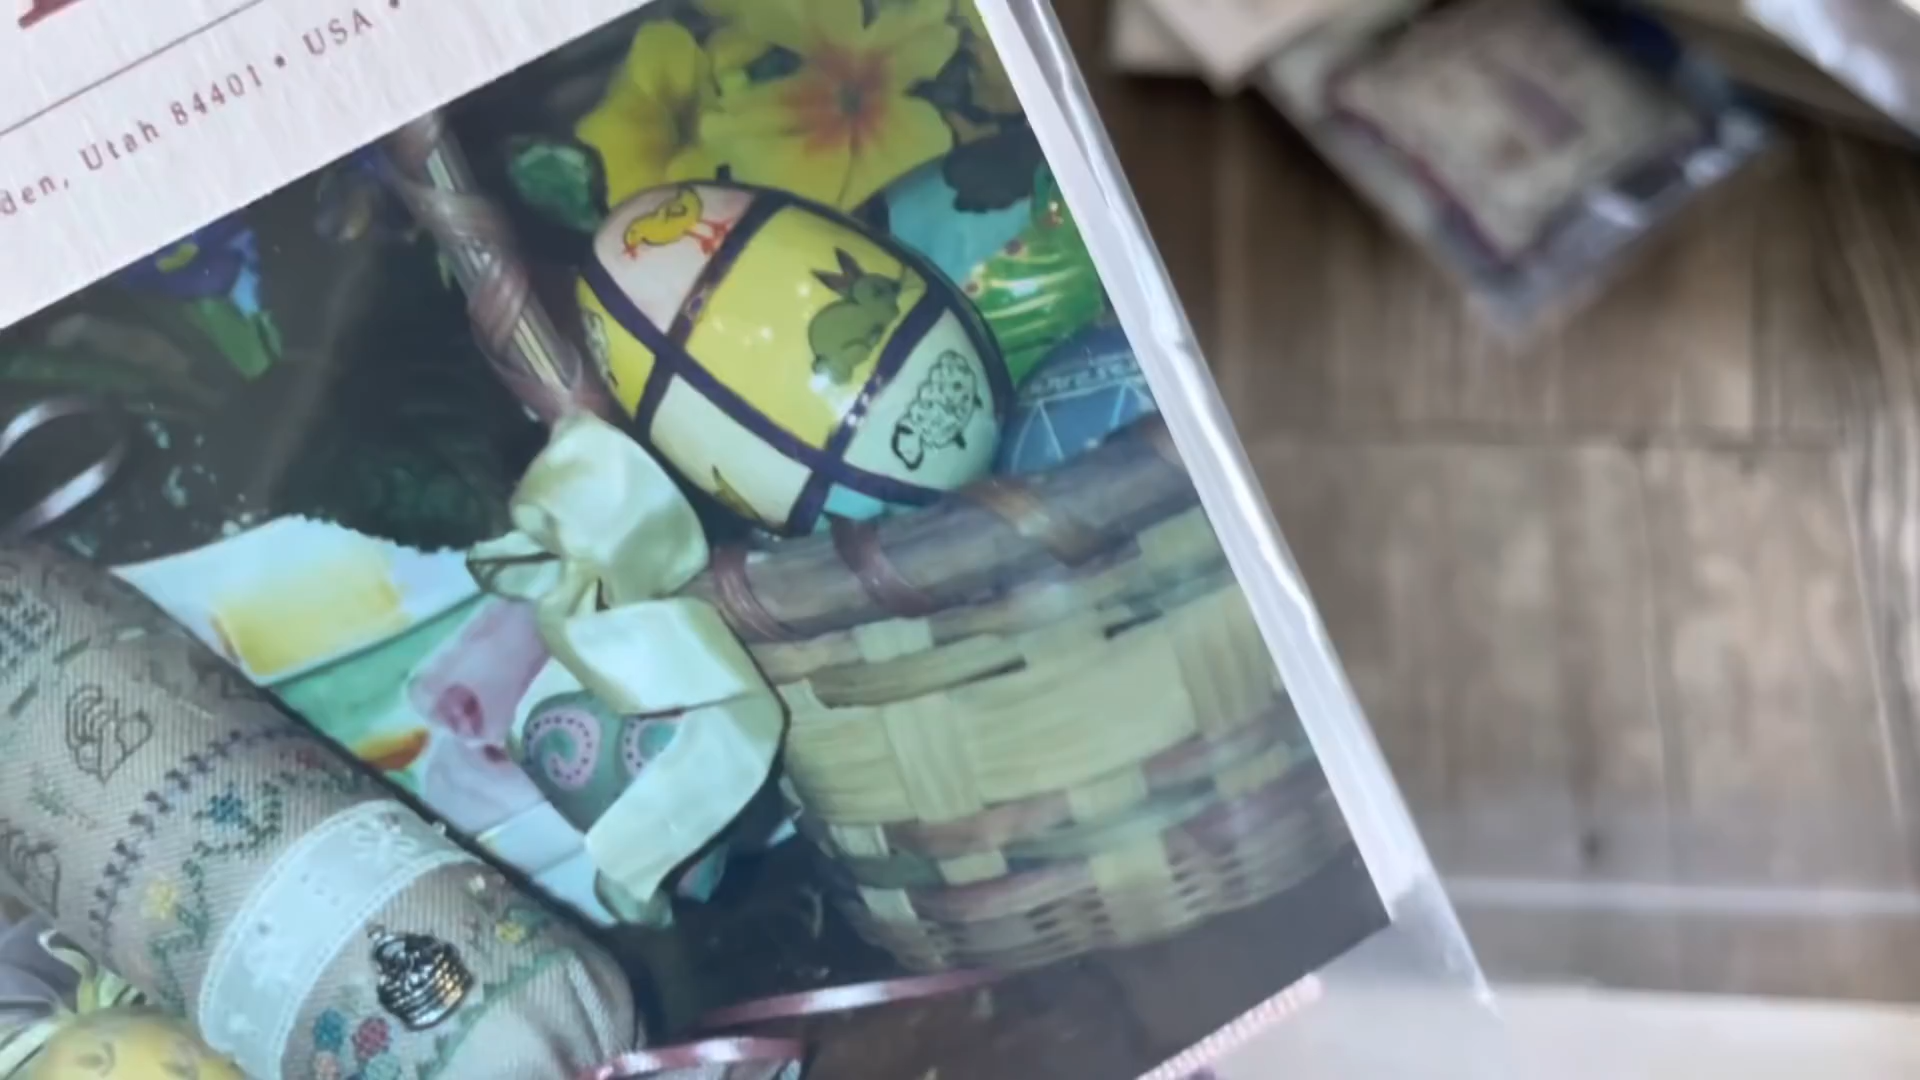 den, Utah 84401 • USA •